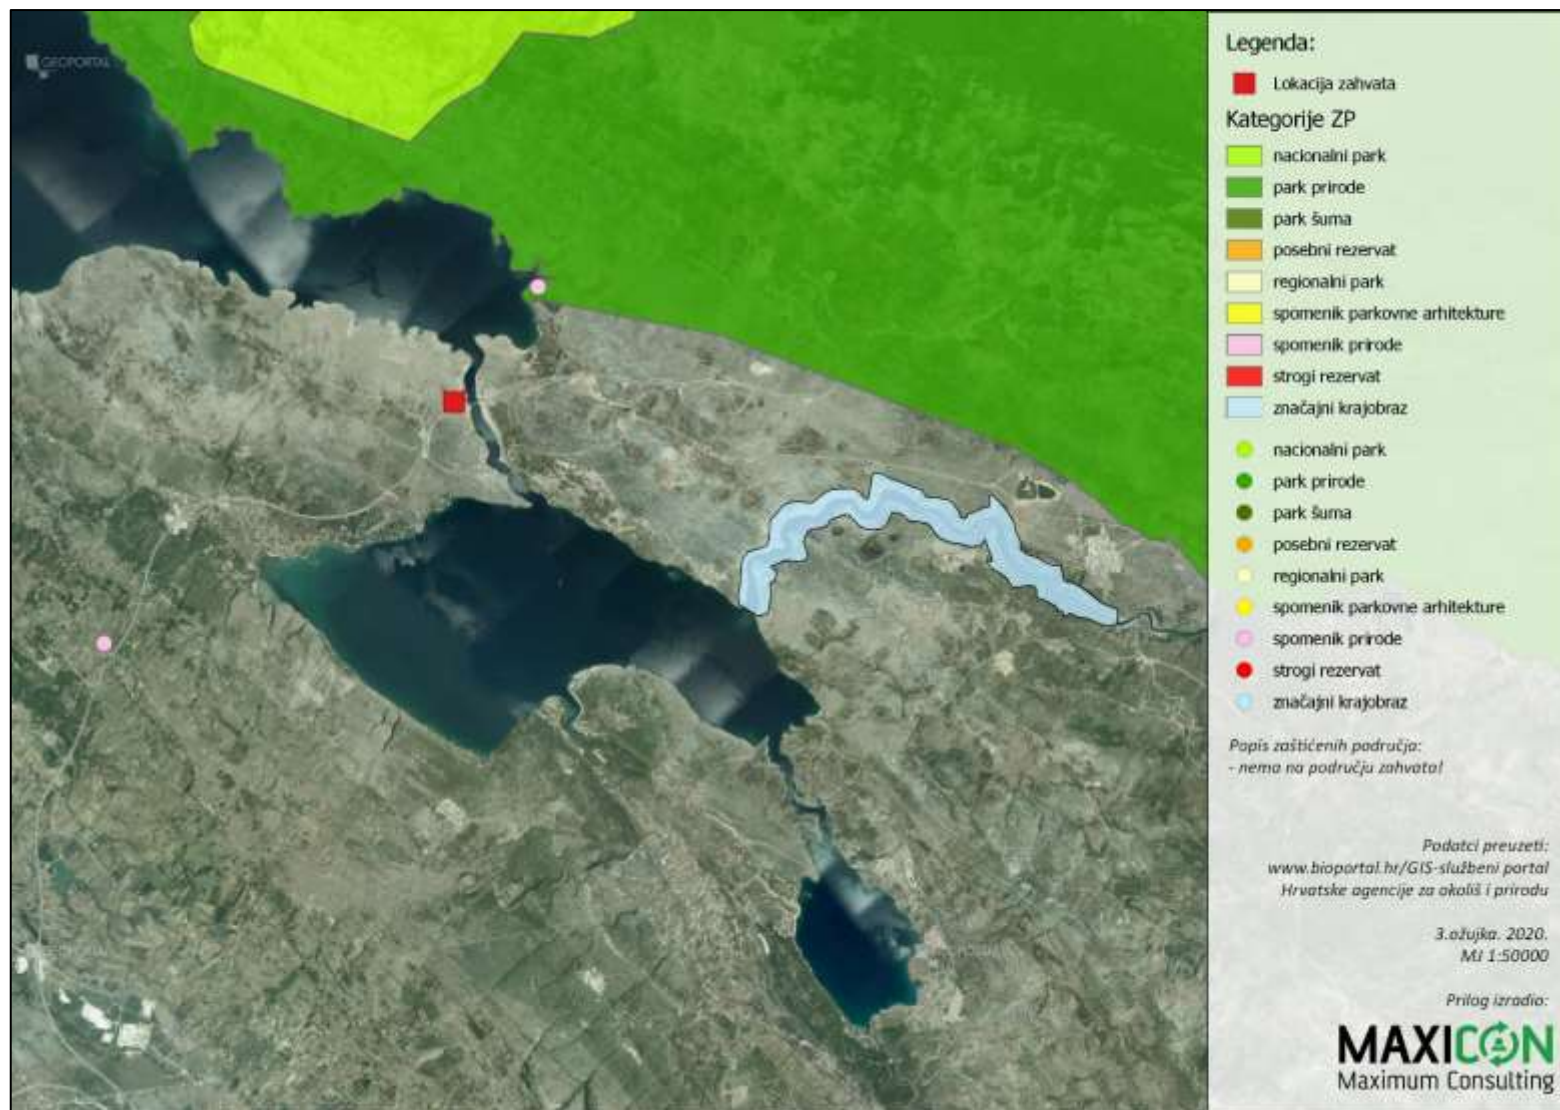 GEOPORTAL
Legenda:
Lokacija zahvata
Kategorije ZP
nacionalni park
park prirode
park šuma
posebni rezervat
regionalni park
spomenik parkovne arhitekture
spomenik prirode
strogi rezervat
značajni krajobraz
nacionalni park
park prirode
park šuma
posebni rezervat
regionalni park
spomenik parkovne arhitekture
spomenik prirode
strogi rezervat
značajni krajobraz
Popis zaštićenih područja:
- nema na području zahvata!
Podatci preuzeti:
www.bioportal.hr/GIS-službeni portal
Hrvatske agencije za okoliš i prirodu
3.ožujka. 2020.
MJ 1:50000
Prilog izradio:
MAXICON
Maximum Consulting